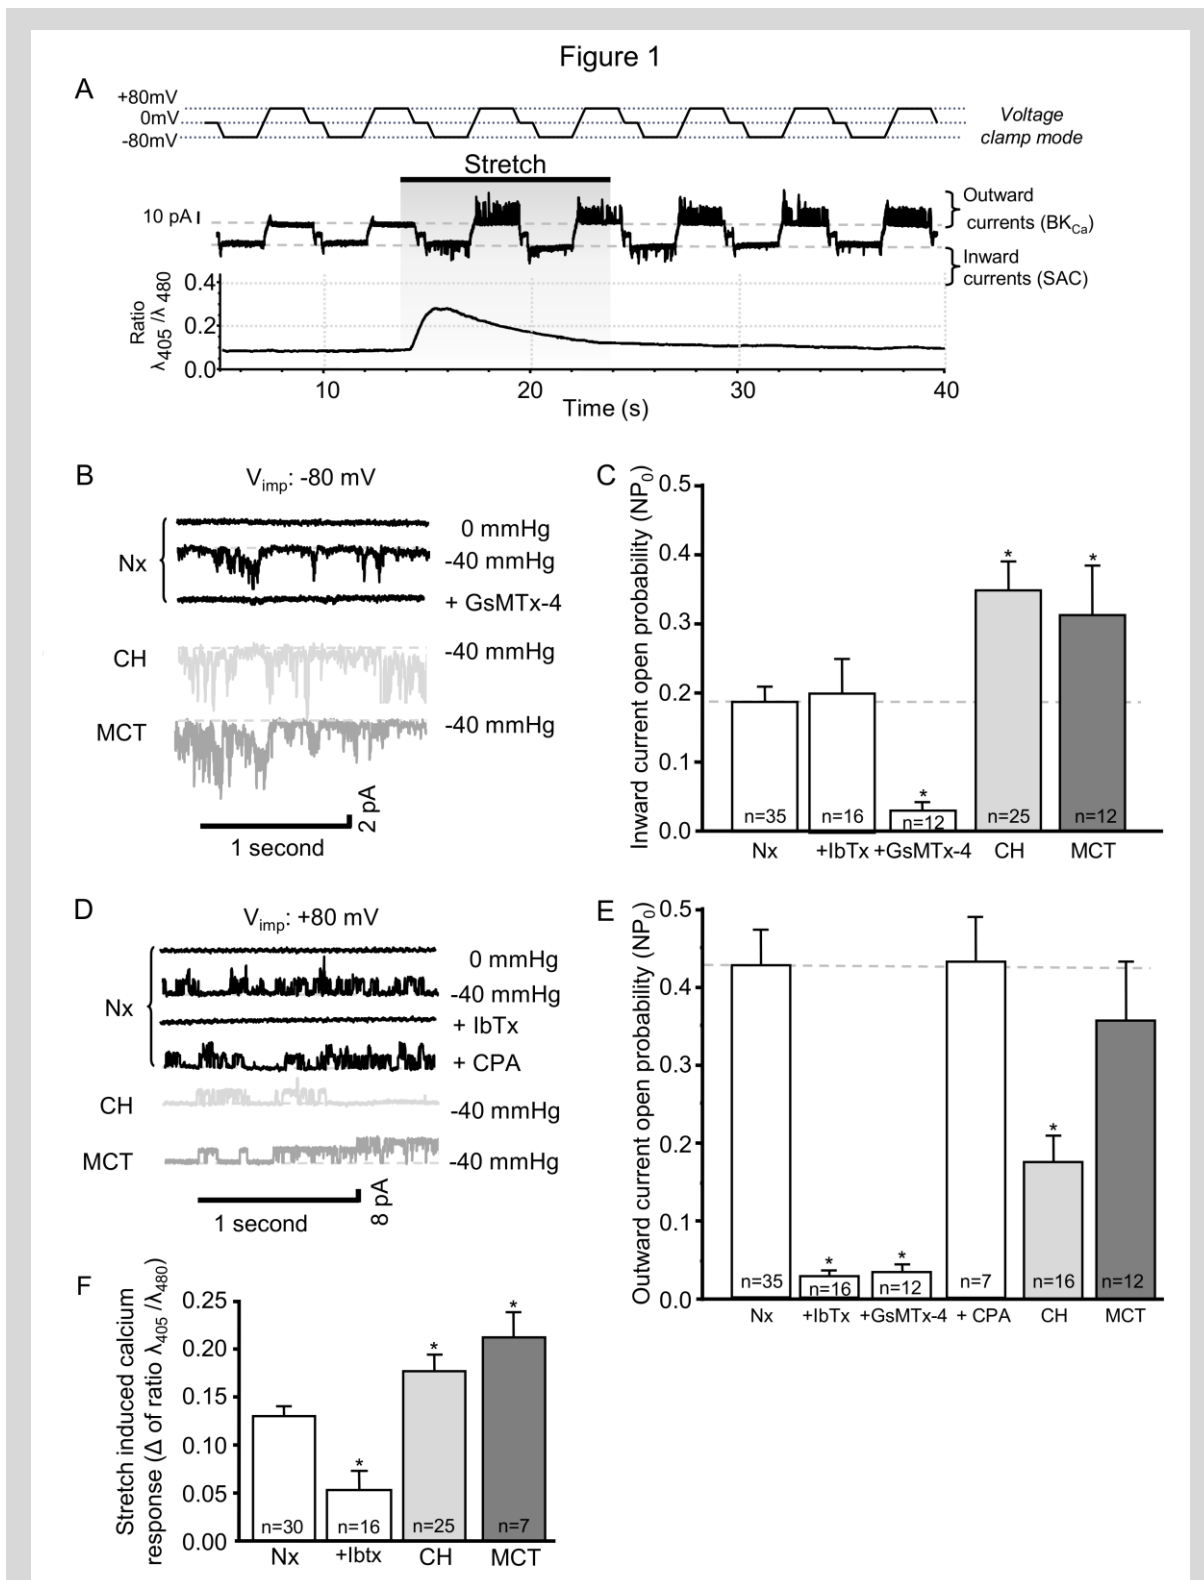 Figure 1
A
+80mV
0mV
-80mV
Voltage
clamp mode
Stretch
10 pA
Outward
currents (BKCa)
Inward
currents (SAC)
Ratio
λ405 /λ 480
0.4
0.2
0.0
10
20
30
40
Time (s)
B
Vimp: -80 mV
Nx
0 mmHg
-40 mmHg
+ GsMTx-4
CH
-40 mmHg
MCT
-40 mmHg
2 pA
1 second
C
Inward current open probability (NP0)
0.5
0.4
0.3
0.2
0.1
0.0
*
*
*
n=35
n=16
n=12
n=25
n=12
Nx
+IbTx
+GsMTx-4
CH
MCT
D
Vimp: +80 mV
Nx
0 mmHg
-40 mmHg
+ IbTx
+ CPA
CH
-40 mmHg
MCT
-40 mmHg
8 pA
1 second
E
Outward current open probability (NP0)
0.5
0.4
0.3
0.2
0.1
0.0
*
*
*
n=35
n=16
n=12
n=7
n=16
n=12
Nx
+IbTx
+GsMTx-4
+ CPA
CH
MCT
F
Stretch induced calcium
response (Δ of ratio λ405 /λ480)
0.25
0.20
0.15
0.10
0.05
0.00
*
*
*
n=30
n=16
n=25
n=7
Nx
+Ibtx
CH
MCT